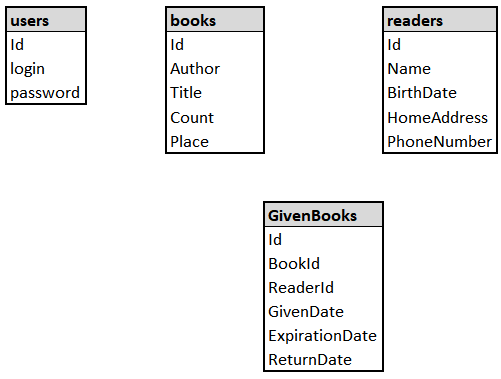 users
Id
login
password
books
Id
Author
Title
Count
Place
readers
Id
Name
BirthDate
HomeAddress
PhoneNumber
GivenBooks
Id
BookId
ReaderId
GivenDate
ExpirationDate
ReturnDate